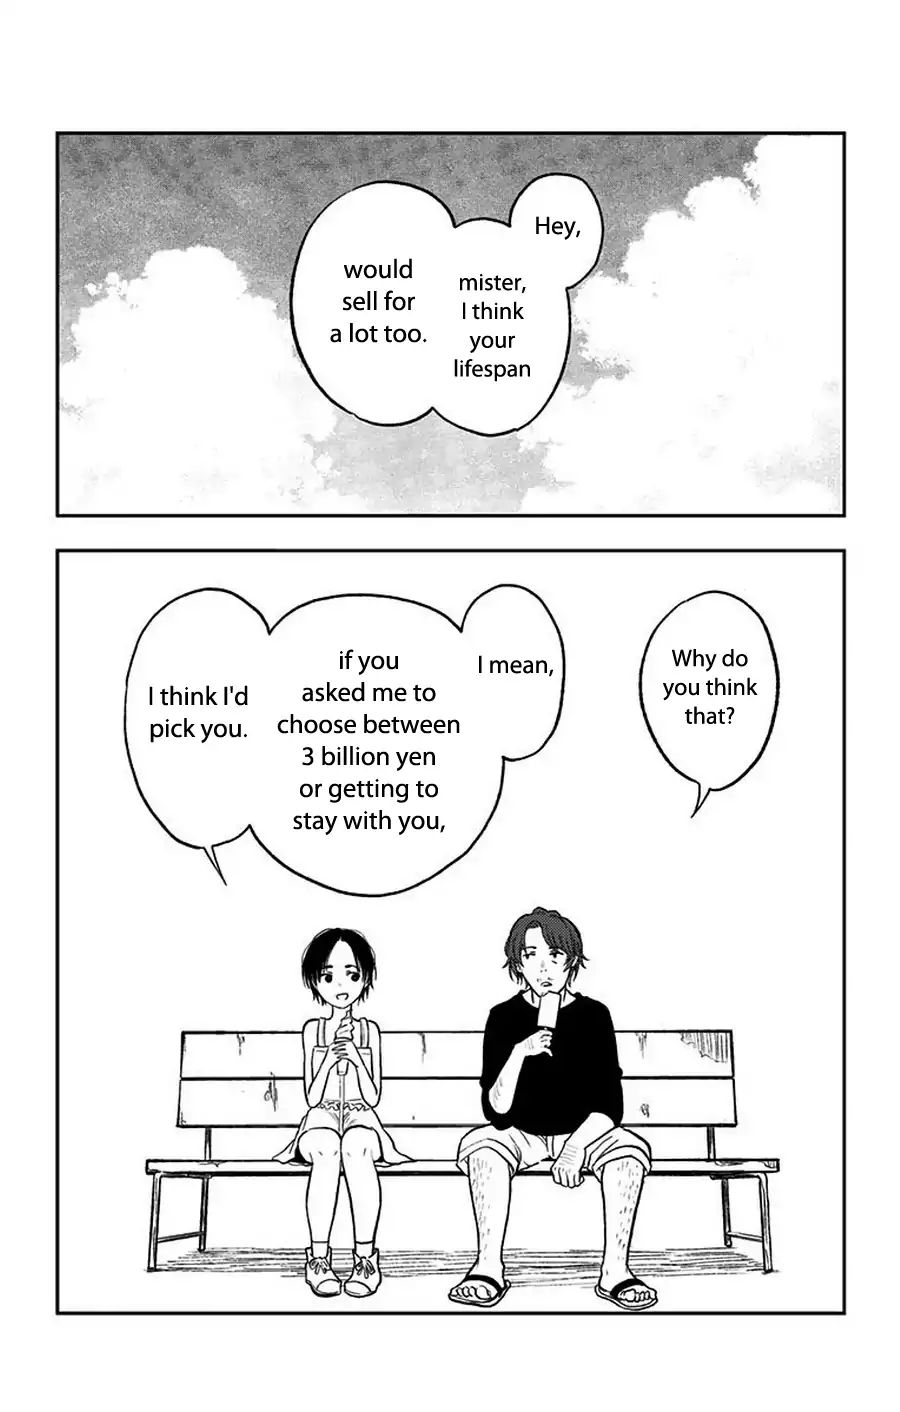 Hey,
mister,
I think
your
lifespan
would
sell for
a lot too.
Why do
you think
that?
I mean,
if you
asked me to
choose between
3 billion yen
or getting to
stay with you,
I think I'd
pick you.